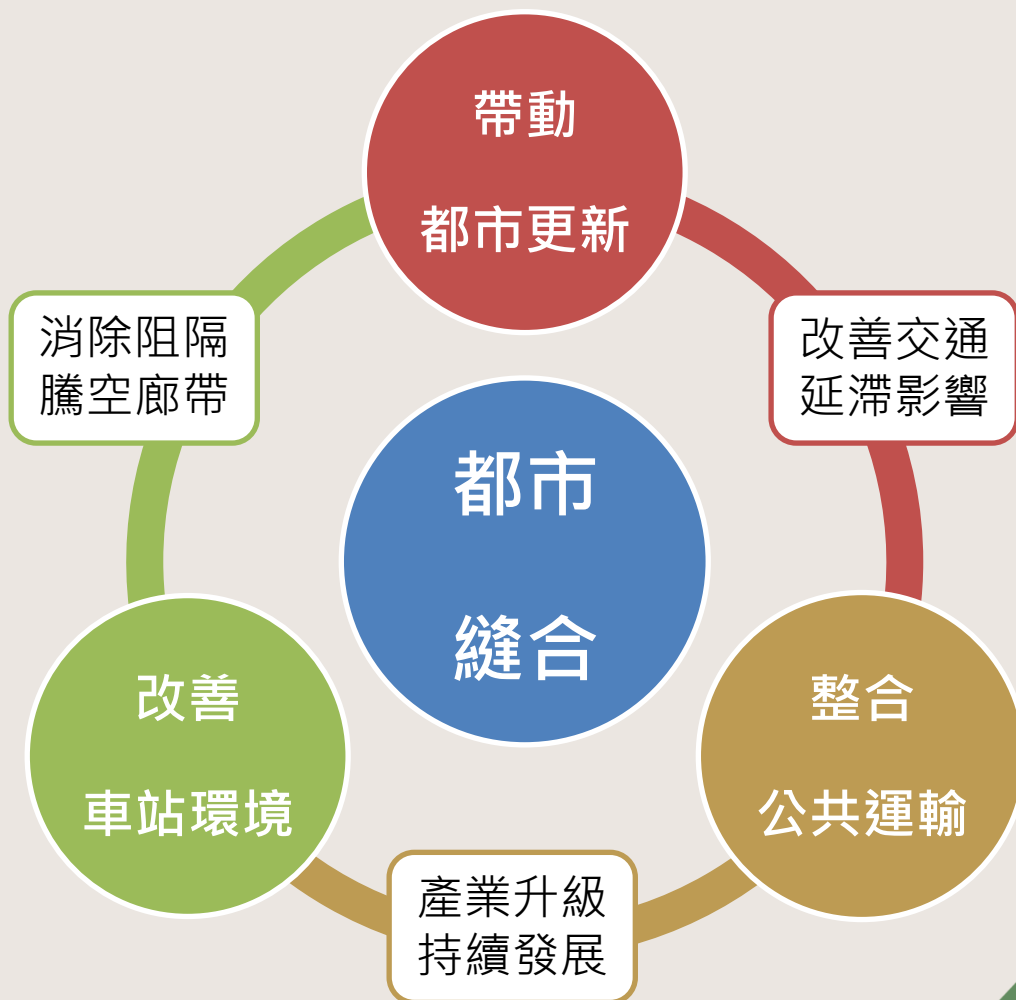 帶動
都市更新
消除阻隔
騰空廊帶
改善交通
延滯影響
都市
縫合
改善
車站環境
整合
公共運輸
產業升級
持續發展